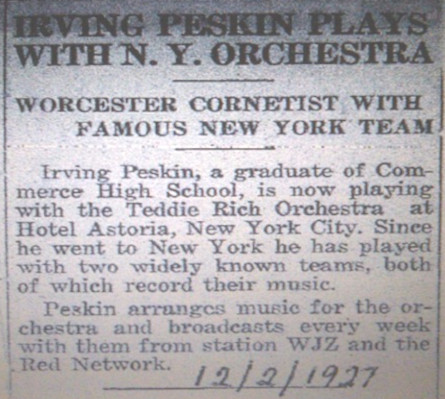 IRVING PESKIN PLAYS
WITH N. Y. ORCHESTRA
WORCESTER CORNETIST WITH
FAMOUS NEW YORK TEAM
Irving Peskin, a graduate of Com-
merce High School, is now playing
with the Teddie Rich Orchestra at
Hotel Astoria, New York City. Since
he went to New York he has played
with two widely known teams, both
of which record their music.
Peskin arranges music for the or-
chestra and broadcasts every week
with them from station WJZ and the
Red Network.
12/2/1927